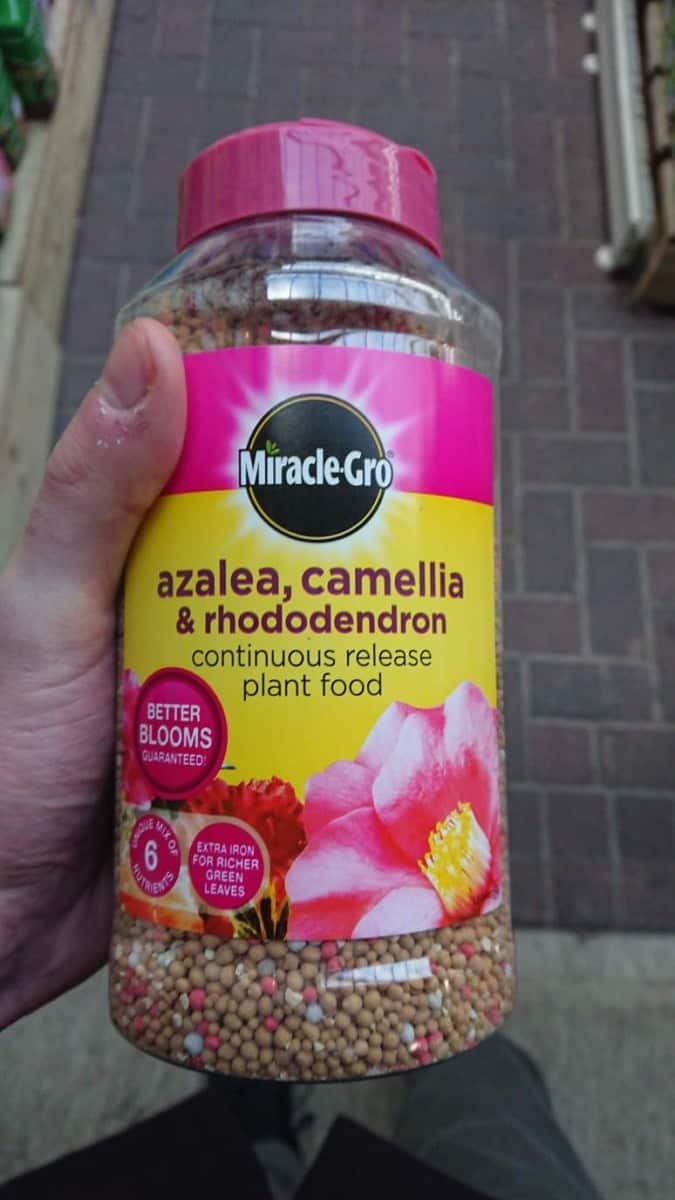 Miracle-Gro®
azalea, camellia
& rhododendron
continuous release
plant food
BETTER
BLOOMS
GUARANTEED!
UNIQUE MIX OF
6
NUTRIENTS
EXTRA IRON
FOR RICHER
GREEN
LEAVES